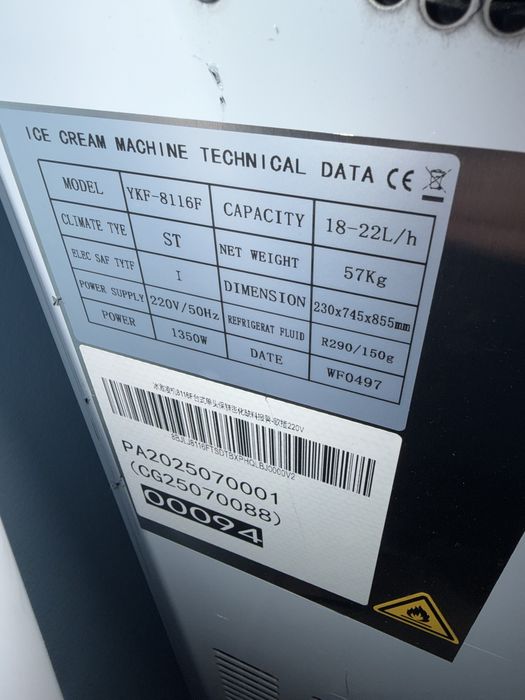 ICE CREAM MACHINE TECHNICAL DATA CE
MODEL YKF-8116F CAPACITY 18-22L/h
CLIMATE TYE ST NET WEIGHT 57Kg
ELEC SAF TYTF I DIMENSION 230x745x855mm
POWER SUPPLY 220V/50Hz REFRIGERAT FLUID R290/150g
POWER 1350W DATE WF0497
8BJLJ8116FTSDTBXPHQLBJ0000V2
PA2025070001
(CG25070088)
00094